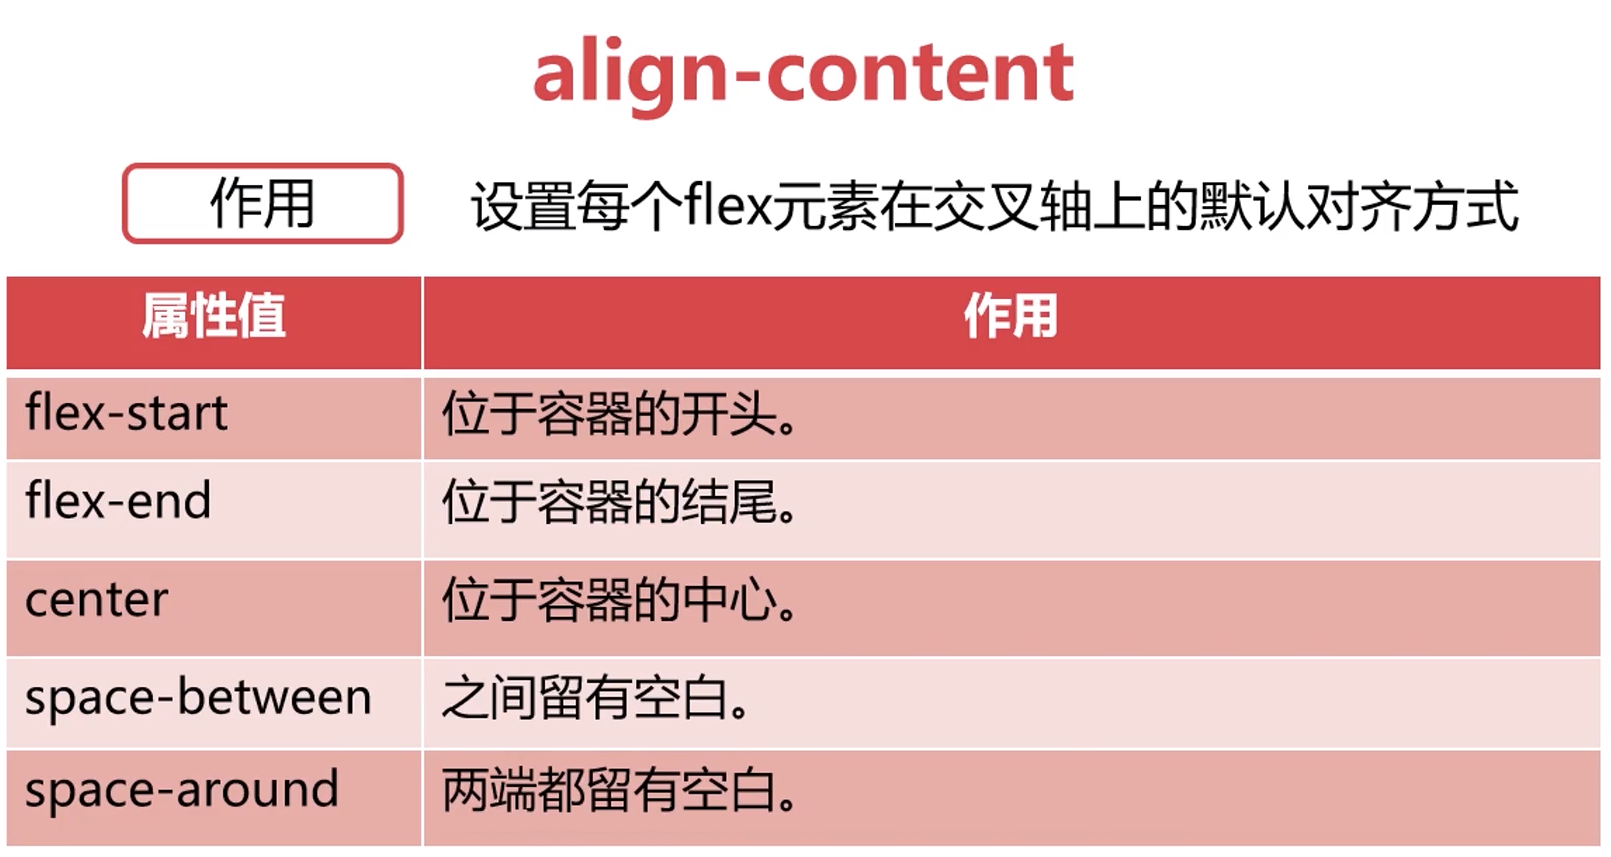 align-content
作用 设置每个flex元素在交叉轴上的默认对齐方式
属性值 作用
flex-start 位于容器的开头。
flex-end 位于容器的结尾。
center 位于容器的中心。
space-between 之间留有空白。
space-around 两端都留有空白。